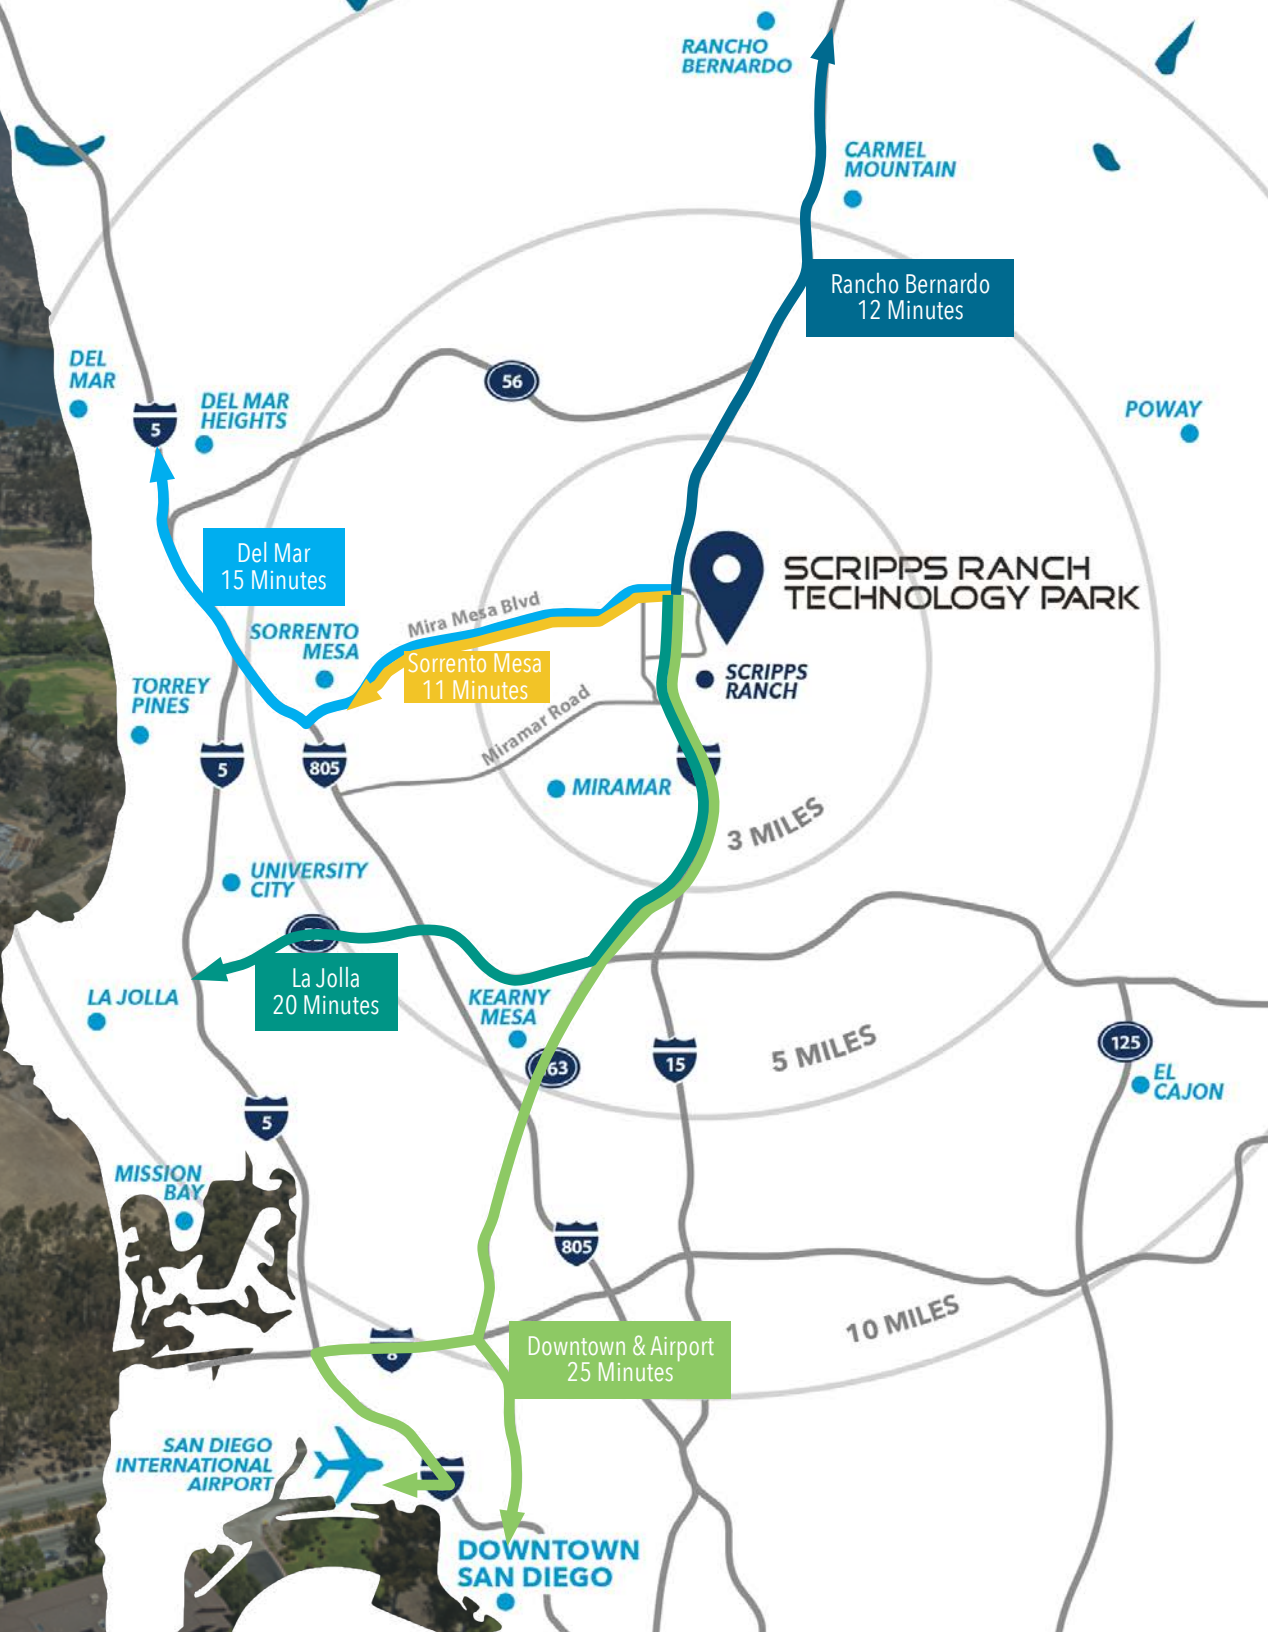 RANCHO
BERNARDO
CARMEL
MOUNTAIN
Rancho Bernardo
12 Minutes
DEL
MAR
56
5
DEL MAR
HEIGHTS
POWAY
Del Mar
15 Minutes
SCRIPPS RANCH
TECHNOLOGY PARK
Mira Mesa Blvd
SORRENTO
MESA
Sorrento Mesa
11 Minutes
SCRIPPS
RANCH
TORREY
PINES
Miramar Road
5
805
MIRAMAR
3 MILES
UNIVERSITY
CITY
52
La Jolla
20 Minutes
LA JOLLA
KEARNY
MESA
63
15
5 MILES
125
EL
CAJON
5
MISSION
BAY
805
10 MILES
8
Downtown & Airport
25 Minutes
SAN DIEGO
INTERNATIONAL
AIRPORT
DOWNTOWN
SAN DIEGO